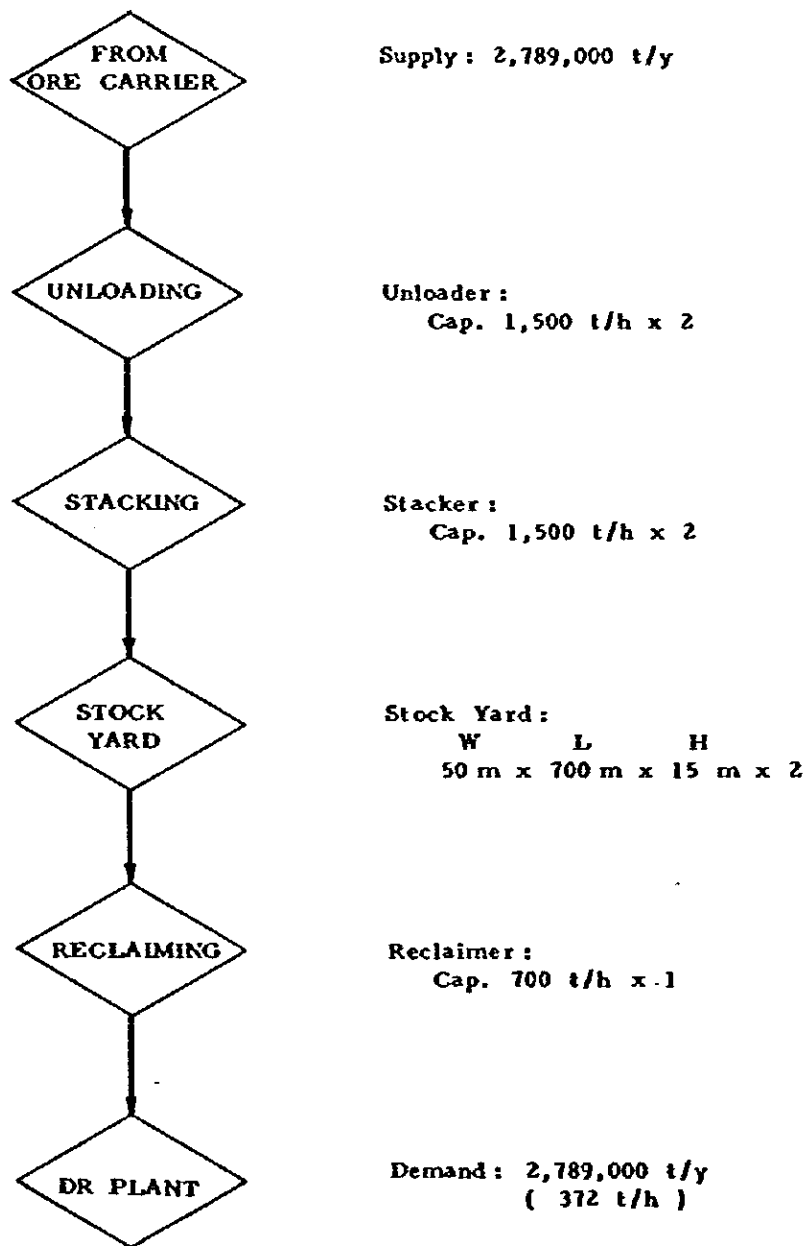 FROM
ORE CARRIER
Supply : 2,789,000 t/y
UNLOADING
Unloader :
Cap. 1,500 t/h x 2
STACKING
Stacker :
Cap. 1,500 t/h x 2
STOCK
YARD
Stock Yard :
W L H
50 m x 700 m x 15 m x 2
RECLAIMING
Reclaimer :
Cap. 700 t/h x 1
DR PLANT
Demand : 2,789,000 t/y
( 372 t/h )